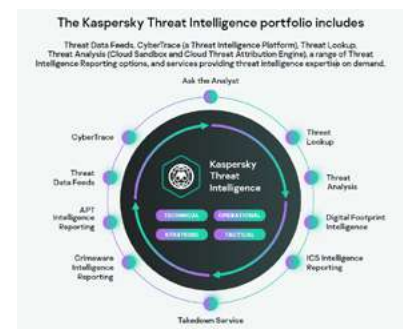 The Kaspersky Threat Intelligence portfolio includes
Threat Data Feeds, CyberTrace (a Threat Intelligence Platform), Threat Lookup,
Threat Analysis (Cloud Sandbox and Cloud Threat Attribution Engine), a range of Threat
Intelligence Reporting options, and services providing threat intelligence expertise on demand.
Ask the Analyst
CyberTrace
Threat
Lookup
Threat
Data Feeds
Kaspersky
Threat
Intelligence
Threat
Analysis
APT
Intelligence
Reporting
TECHNICAL
OPERATIONAL
STRATEGIC
TACTICAL
Digital Footprint
Intelligence
Crimeware
Intelligence
Reporting
ICS Intelligence
Reporting
Takedown Service